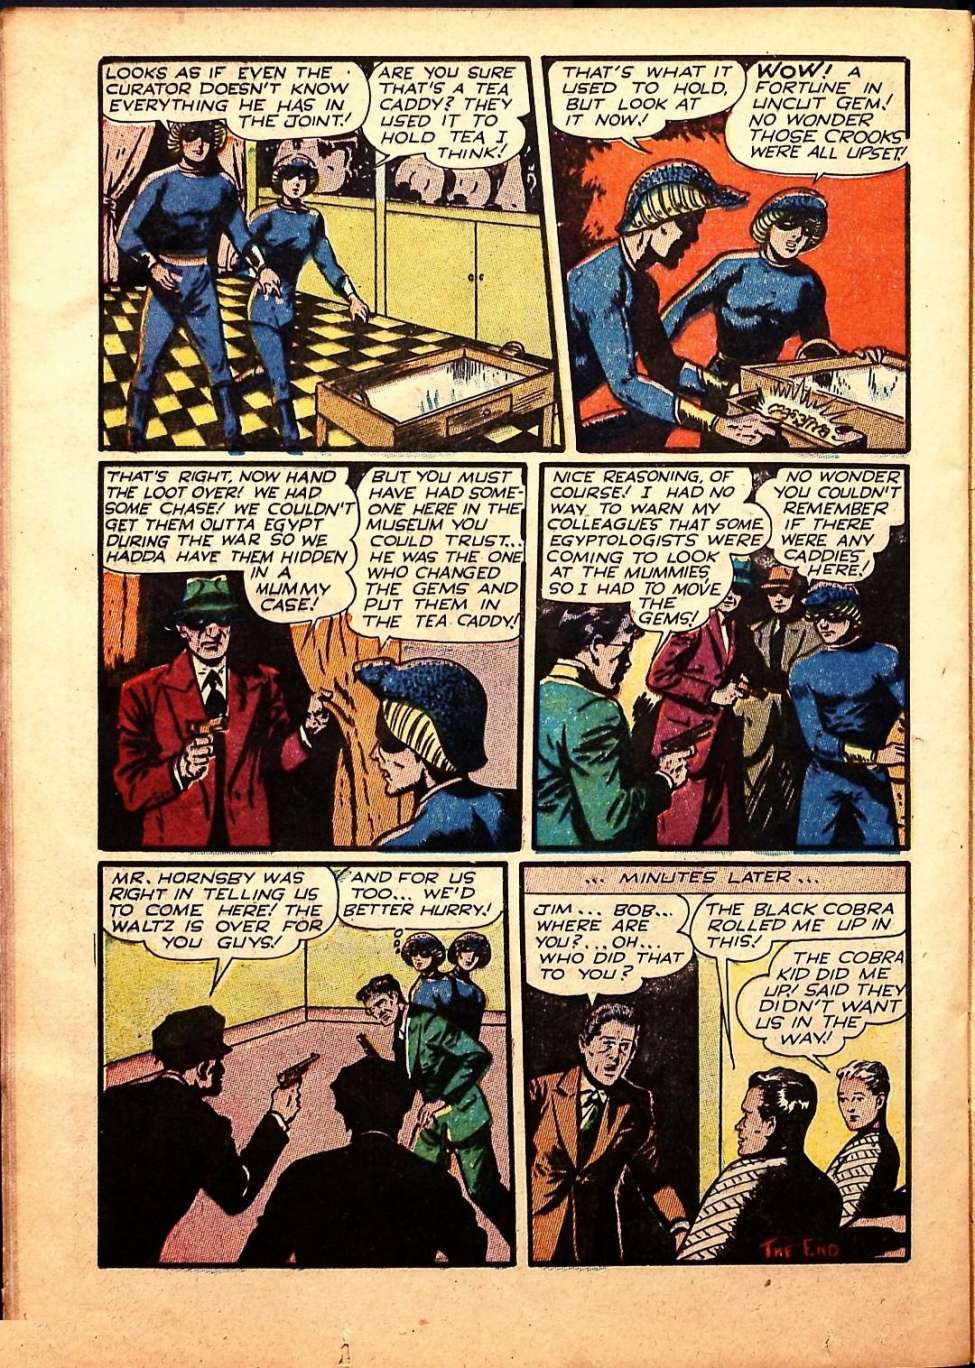 LOOKS AS IF EVEN THE
CURATOR DOESN'T KNOW
EVERYTHING HE HAS IN
THE JOINT!
ARE YOU SURE
THAT'S A TEA
CADDY? THEY
USED IT TO
HOLD TEA I
THINK!
THAT'S WHAT IT
USED TO HOLD,
BUT LOOK AT
IT NOW!
WOW! A
FORTUNE IN
UNCUT GEM!
NO WONDER
THOSE CROOKS
WERE ALL UPSET!
THAT'S RIGHT, NOW HAND
THE LOOT OVER! WE HAD
SOME CHASE! WE COULDN'T
GET THEM OUTTA EGYPT
DURING THE WAR SO WE
HADDA HAVE THEM HIDDEN
IN A
MUMMY
CASE!
BUT YOU MUST
HAVE HAD SOME-
ONE HERE IN THE
MUSEUM YOU
COULD TRUST...
HE WAS THE ONE
WHO CHANGED
THE GEMS AND
PUT THEM IN
THE TEA CADDY!
NICE REASONING, OF
COURSE! I HAD NO
WAY TO WARN MY
COLLEAGUES THAT SOME
EGYPTOLOGISTS WERE
COMING TO LOOK
AT THE MUMMIES,
SO I HAD TO MOVE
THE
GEMS!
NO WONDER
YOU COULDN'T
REMEMBER
IF THERE
WERE ANY
CADDIES
HERE!
MR. HORNSBY WAS
RIGHT IN TELLING US
TO COME HERE! THE
WALTZ IS OVER FOR
YOU GUYS!
AND FOR US
TOO... WE'D
BETTER HURRY!
... MINUTES LATER...
JIM... BOB...
WHERE ARE
YOU?...OH...
WHO DID THAT
TO YOU?
THE BLACK COBRA
ROLLED ME UP IN
THIS!
THE COBRA
KID DID ME
UP! SAID THEY
DIDN'T WANT
US IN THE
WAY!
THE END